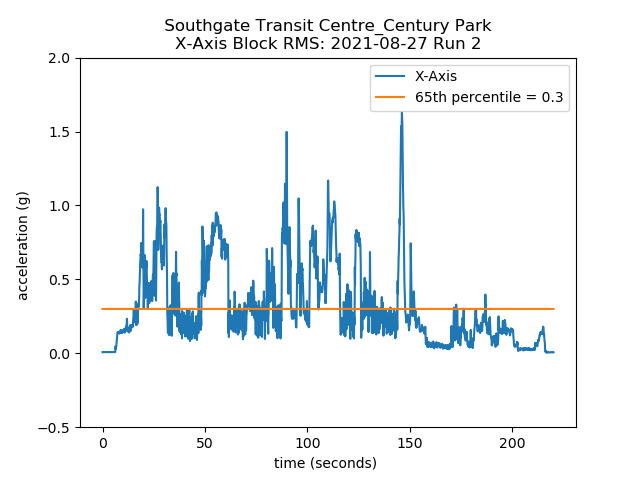 Southgate Transit Centre_Century Park
X-Axis Block RMS: 2021-08-27 Run 2
X-Axis
65th percentile = 0.3
2.0
1.5
1.0
0.5
0.0
−0.5
acceleration (g)
0 50 100 150 200
time (seconds)